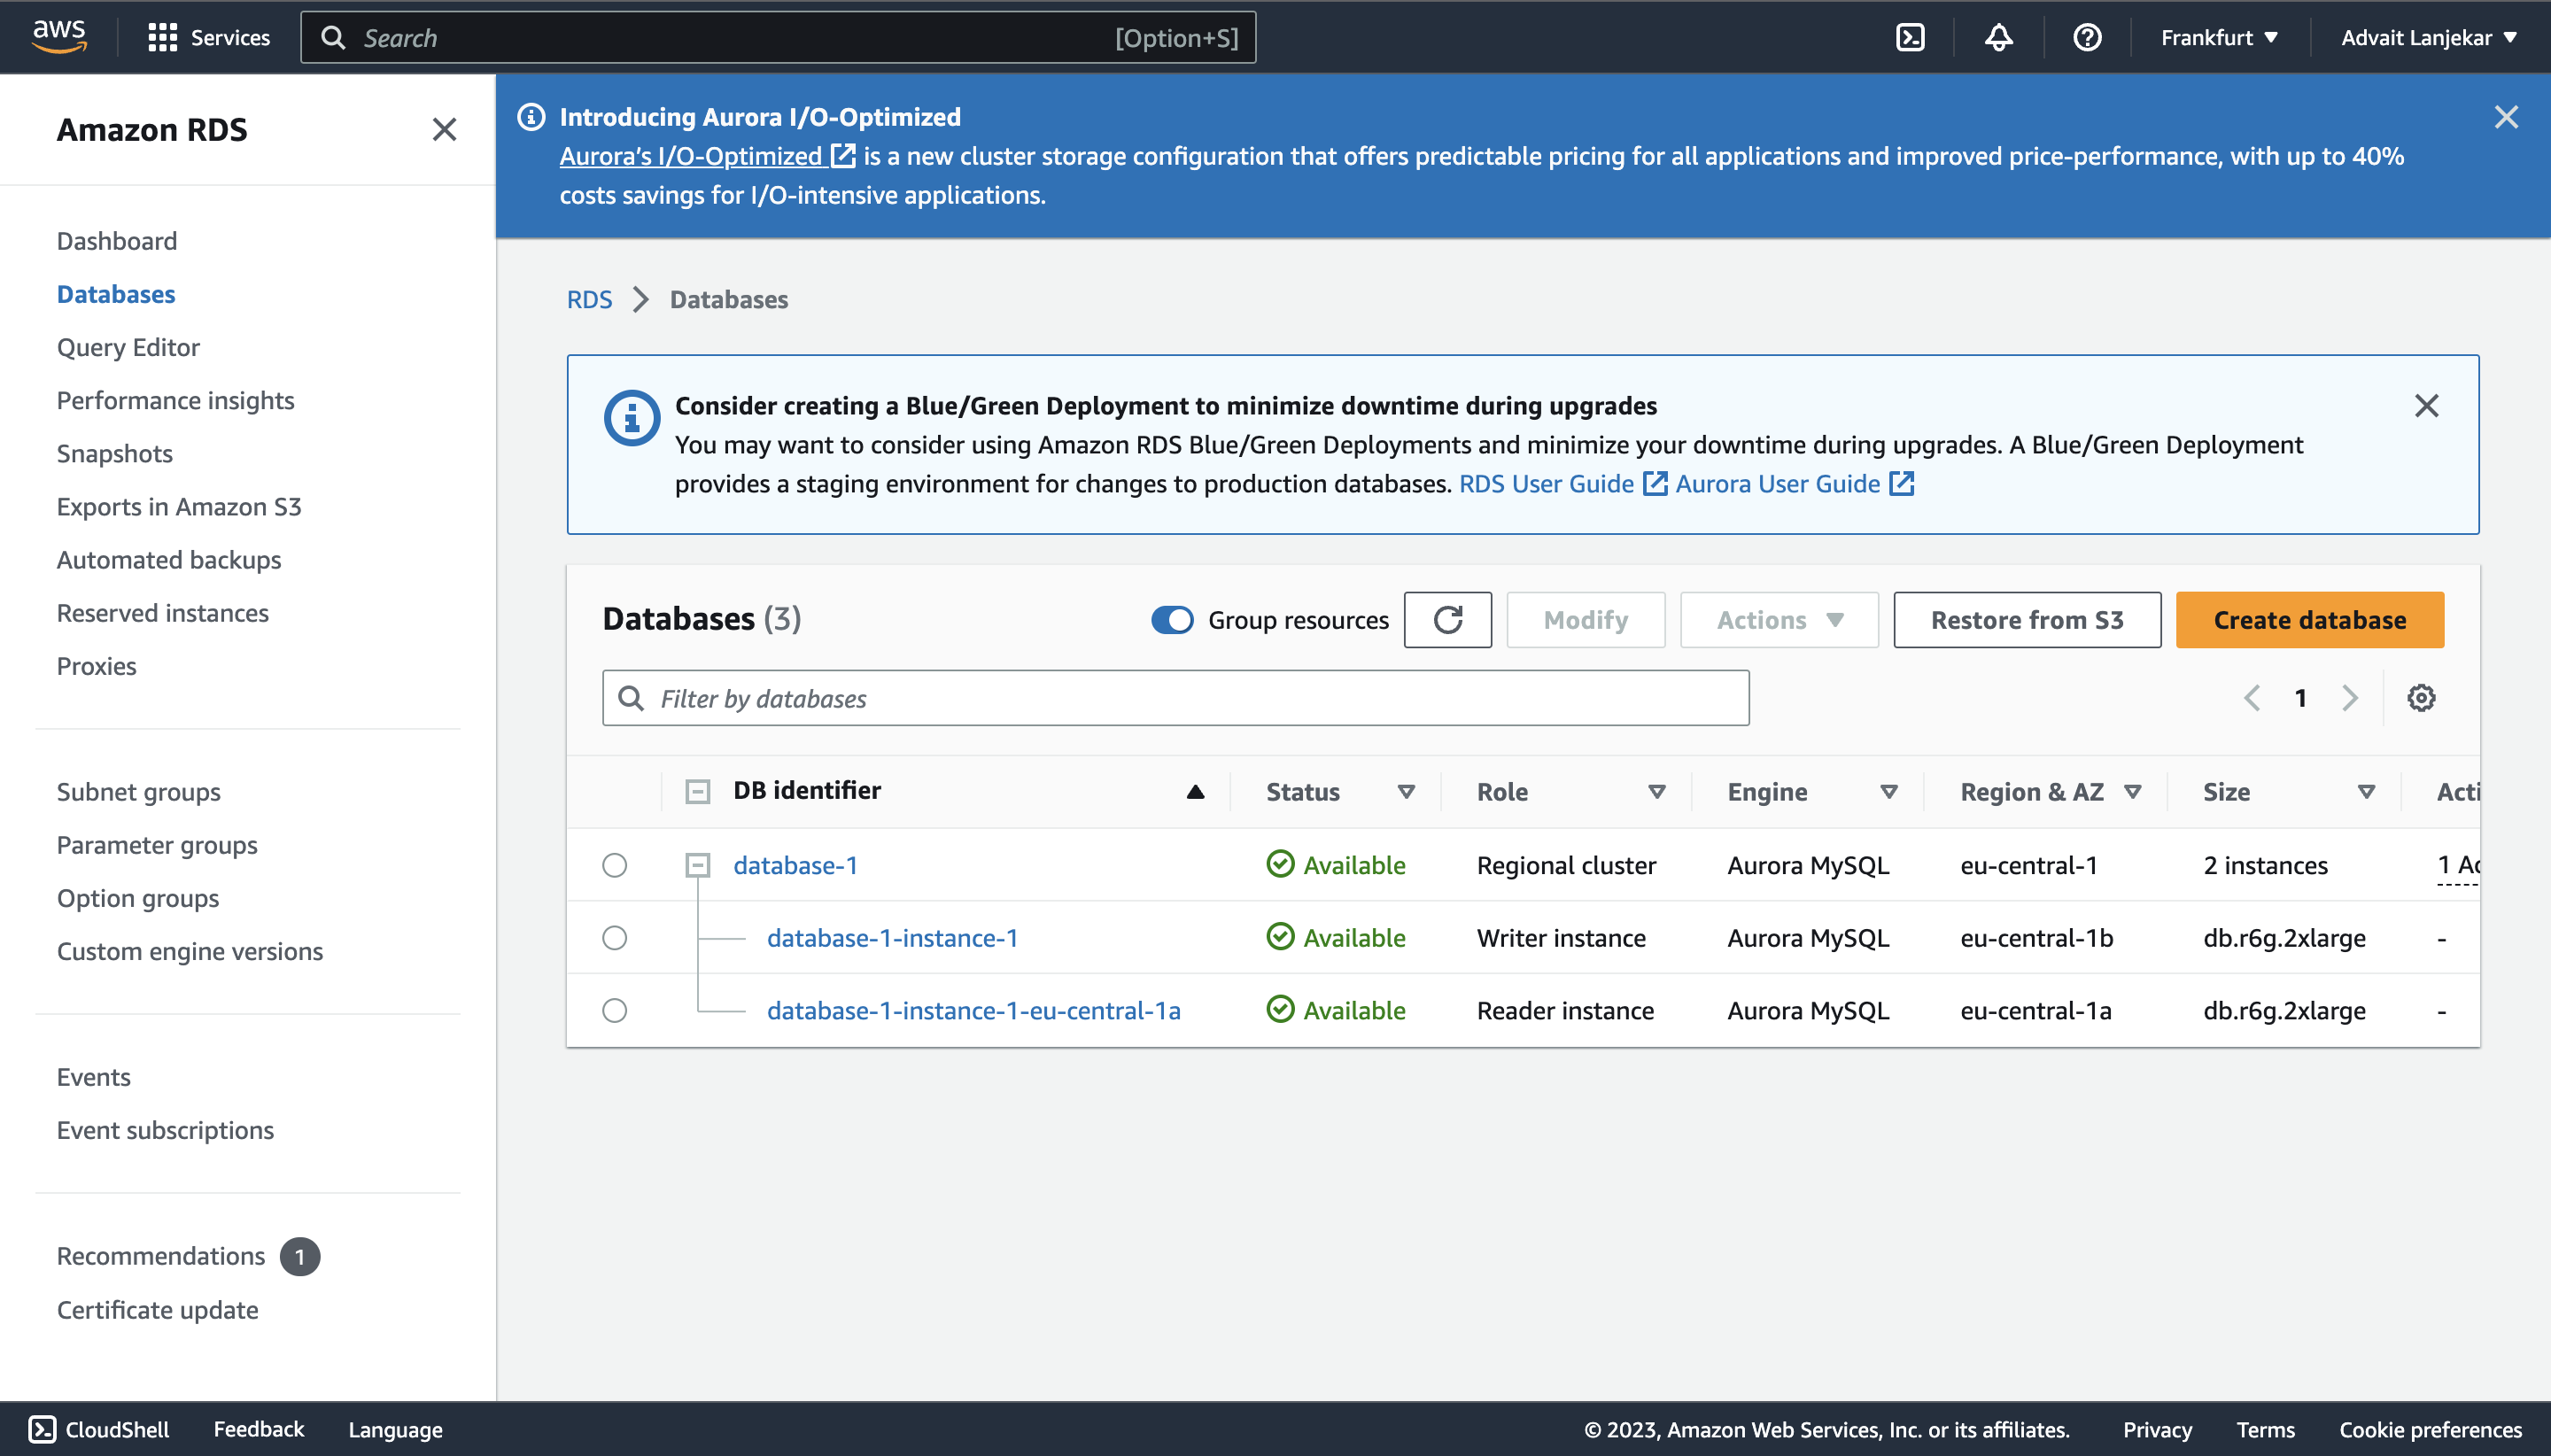 aws
Services
Search
[Option+S]
Frankfurt
Advait Lanjekar
Amazon RDS
Dashboard
Databases
Query Editor
Performance insights
Snapshots
Exports in Amazon S3
Automated backups
Reserved instances
Proxies
Subnet groups
Parameter groups
Option groups
Custom engine versions
Events
Event subscriptions
Recommendations 1
Certificate update
Introducing Aurora I/O-Optimized
Aurora's I/O-Optimized is a new cluster storage configuration that offers predictable pricing for all applications and improved price-performance, with up to 40%
costs savings for I/O-intensive applications.
RDS Databases
Consider creating a Blue/Green Deployment to minimize downtime during upgrades
You may want to consider using Amazon RDS Blue/Green Deployments and minimize your downtime during upgrades. A Blue/Green Deployment
provides a staging environment for changes to production databases. RDS User Guide Aurora User Guide
Databases (3)
Group resources
Modify
Actions
Restore from S3
Create database
Filter by databases
1
DB identifier Status Role Engine Region & AZ Size Acti
database-1 Available Regional cluster Aurora MySQL eu-central-1 2 instances 1 Ac
database-1-instance-1 Available Writer instance Aurora MySQL eu-central-1b db.r6g.2xlarge -
database-1-instance-1-eu-central-1a Available Reader instance Aurora MySQL eu-central-1a db.r6g.2xlarge -
CloudShell Feedback Language © 2023, Amazon Web Services, Inc. or its affiliates. Privacy Terms Cookie preferences